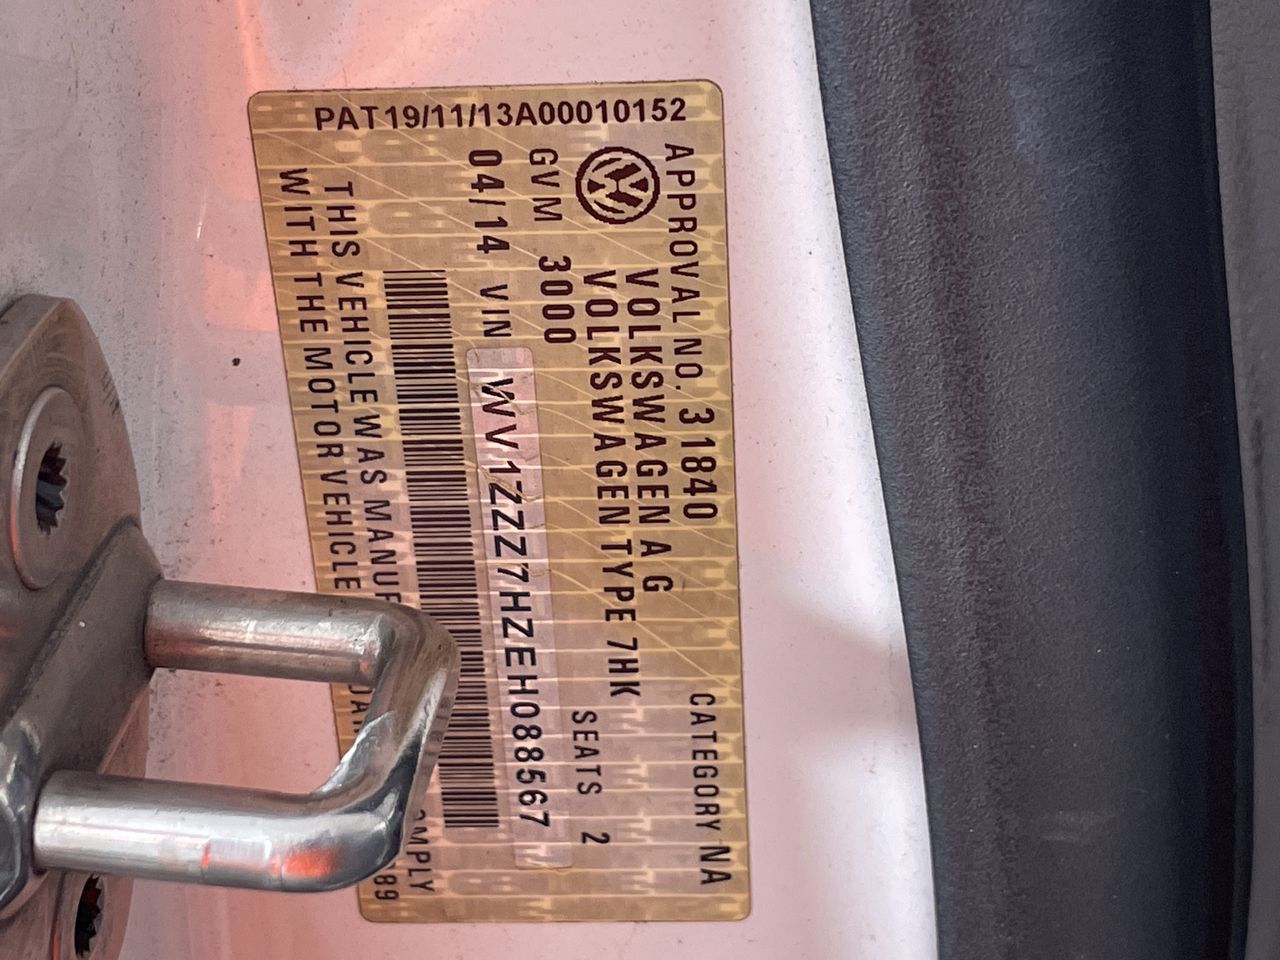 PAT19/11/13A00010152
APPROVAL NO. 31840 CATEGORY NA
VOLKSWAGEN AG
VOLKSWAGEN TYPE 7HK
GVM 3000 SEATS 2
04/14 VIN WV1ZZZ7HZEH088567
THIS VEHICLE WAS
WITH THE MOTOR VEHICLE